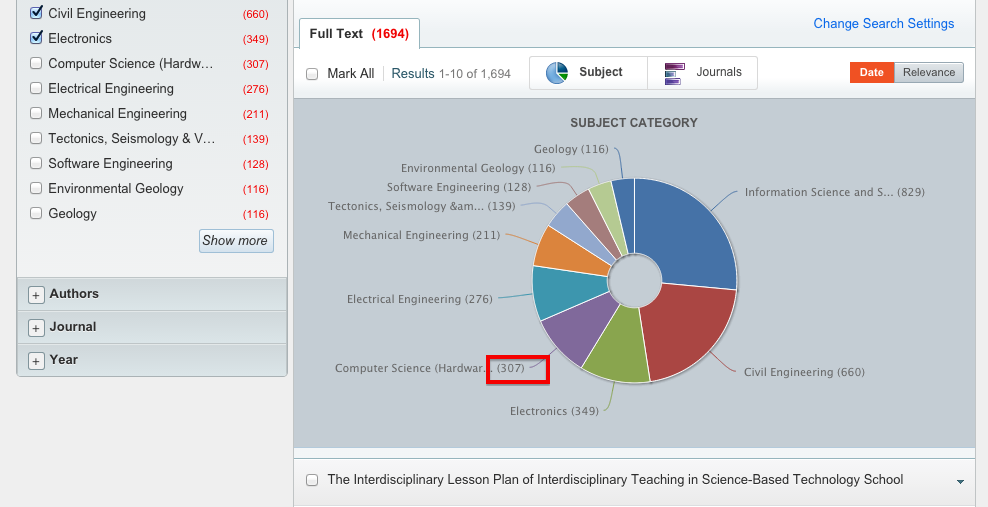 Civil Engineering (660)
Electronics (349)
Computer Science (Hardw... (307)
Electrical Engineering (276)
Mechanical Engineering (211)
Tectonics, Seismology & V... (139)
Software Engineering (128)
Environmental Geology (116)
Geology (116)
Show more
+ Authors
+ Journal
+ Year
Change Search Settings
Full Text (1694)
Mark All Results 1-10 of 1,694 Subject Journals Date Relevance
SUBJECT CATEGORY
Geology (116)
Environmental Geology (116)
Software Engineering (128)
Information Science and S... (829)
Tectonics, Seismology &am... (139)
Mechanical Engineering (211)
Electrical Engineering (276)
Computer Science (Hardwar... (307)
Civil Engineering (660)
Electronics (349)
The Interdisciplinary Lesson Plan of Interdisciplinary Teaching in Science-Based Technology School